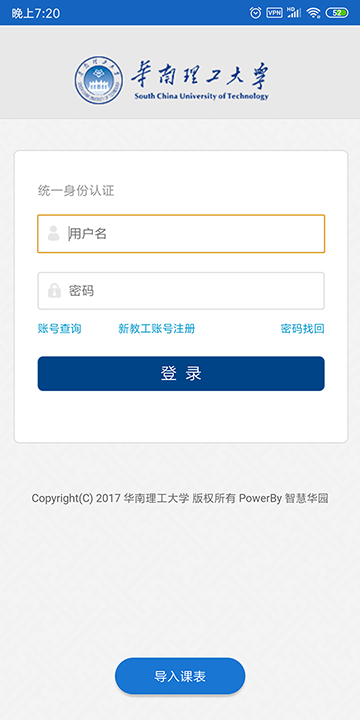 晚上7:20
VPN
HD
52
华南理工大学
South China University of Technology
统一身份认证
用户名
密码
账号查询 新教工账号注册 密码找回
登 录
Copyright(C) 2017 华南理工大学 版权所有 PowerBy 智慧华园
导入课表